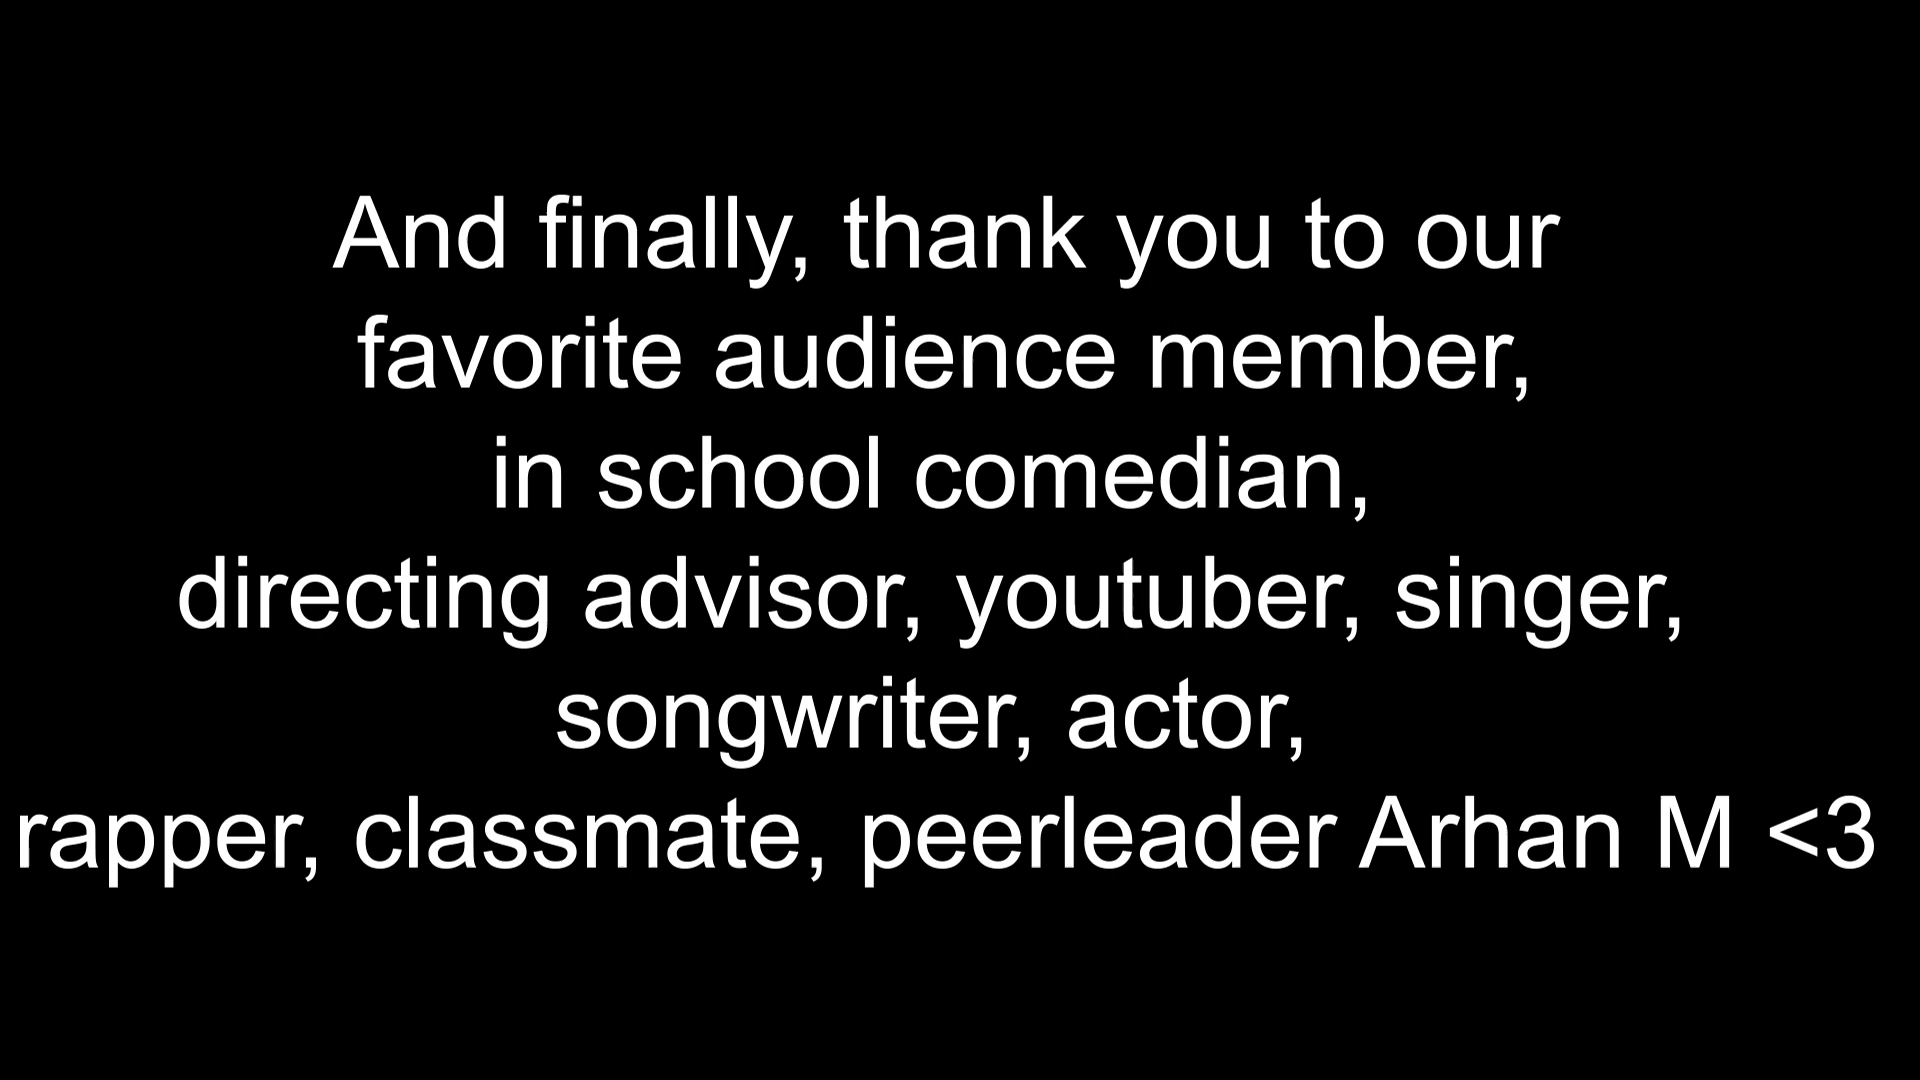 And finally, thank you to our
favorite audience member,
in school comedian,
directing advisor, youtuber, singer,
songwriter, actor,
rapper, classmate, peerleader Arhan M <3